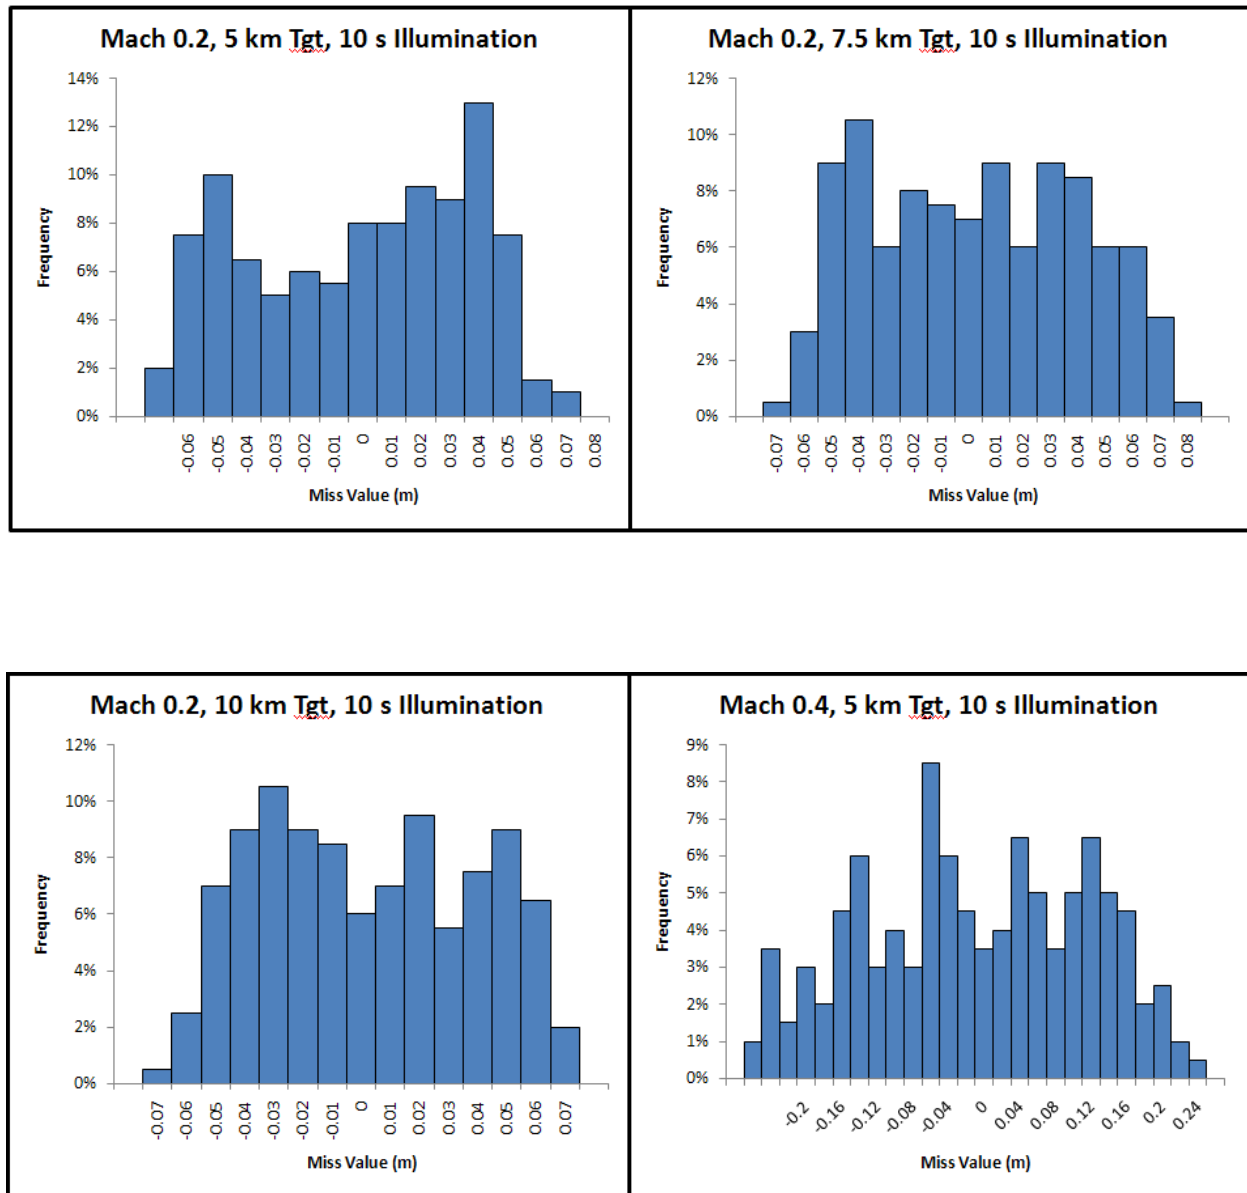 Mach 0.2, 5 km Tgt, 10 s Illumination
14%
12%
10%
8%
6%
4%
2%
0%
Frequency
-0.06 -0.05 -0.04 -0.03 -0.02 -0.01 0 0.01 0.02 0.03 0.04 0.05 0.06 0.07 0.08
Miss Value (m)
Mach 0.2, 7.5 km Tgt, 10 s Illumination
12%
10%
8%
6%
4%
2%
0%
Frequency
-0.07 -0.06 -0.05 -0.04 -0.03 -0.02 -0.01 0 0.01 0.02 0.03 0.04 0.05 0.06 0.07 0.08
Miss Value (m)
Mach 0.2, 10 km Tgt, 10 s Illumination
12%
10%
8%
6%
4%
2%
0%
Frequency
-0.07 -0.06 -0.05 -0.04 -0.03 -0.02 -0.01 0 0.01 0.02 0.03 0.04 0.05 0.06 0.07
Miss Value (m)
Mach 0.4, 5 km Tgt, 10 s Illumination
9%
8%
7%
6%
5%
4%
3%
2%
1%
0%
Frequency
-0.2 -0.16 -0.12 -0.08 -0.04 0 0.04 0.08 0.12 0.16 0.2 0.24
Miss Value (m)